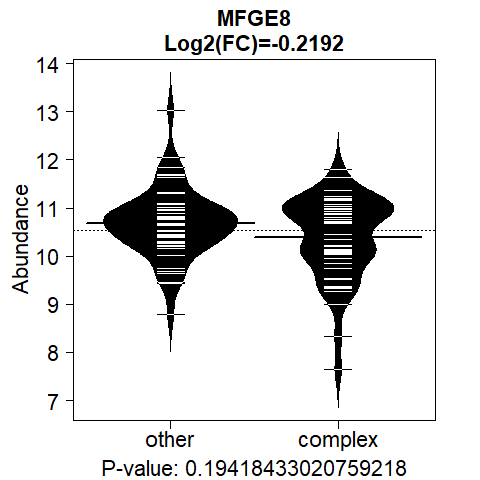 MFGE8
Log2(FC)=-0.2192
Abundance
14
13
12
11
10
9
8
7
other complex
P-value: 0.19418433020759218